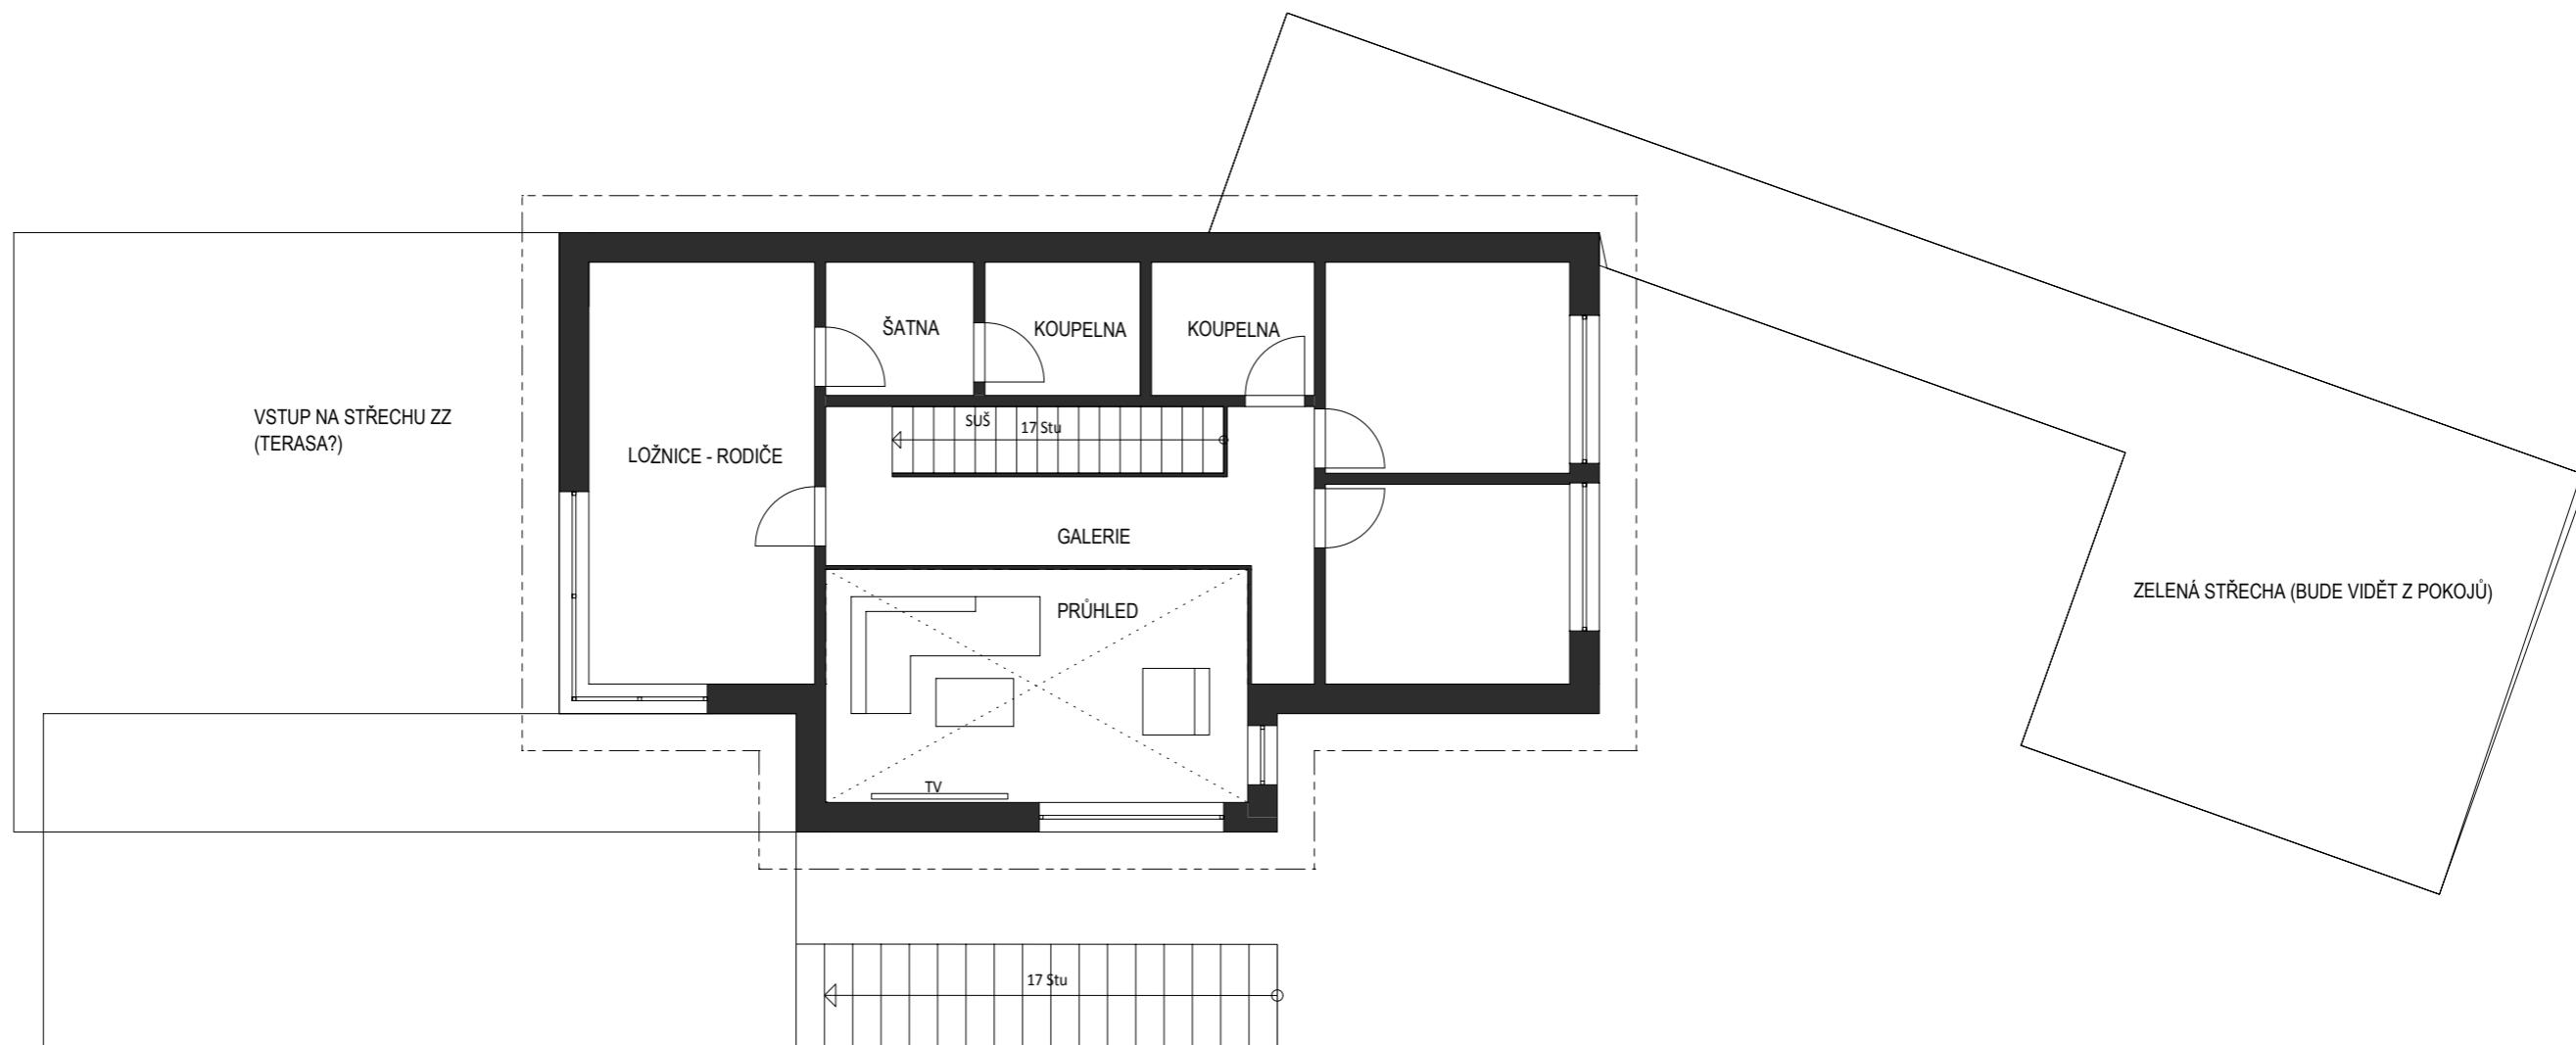 ŠATNA
KOUPELNA
KOUPELNA
VSTUP NA STŘECHU ZZ
(TERASA?)
SUŠ
17 Stu
LOŽNICE - RODIČE
GALERIE
PRŮHLED
ZELENÁ STŘECHA (BUDE VIDĚT Z POKOJŮ)
TV
17 Stu